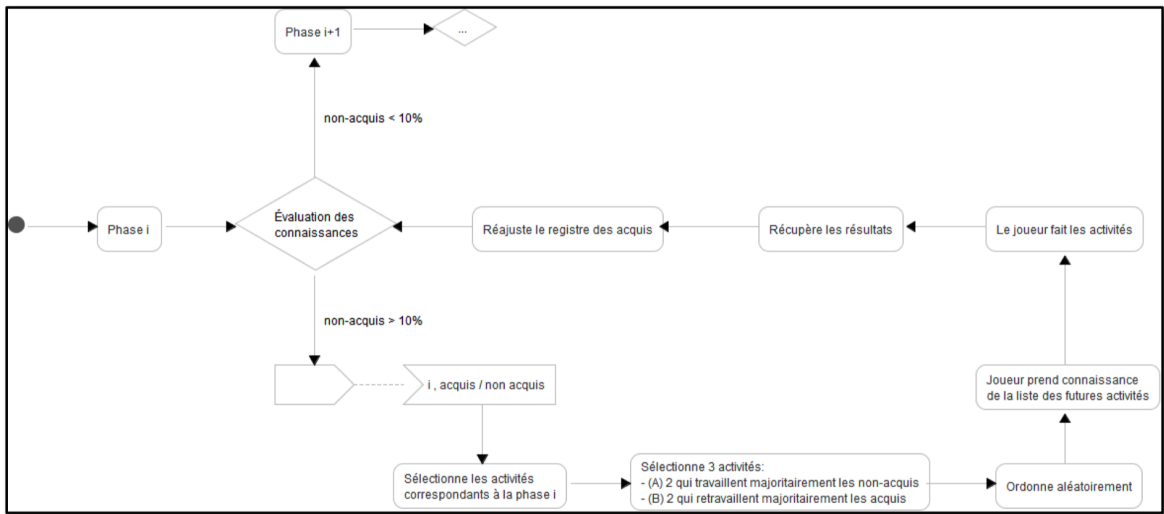 Phase i+1
...
non-acquis < 10%
Phase i
Évaluation des
connaissances
Réajuste le registre des acquis
Récupère les résultats
Le joueur fait les activités
non-acquis > 10%
i , acquis / non acquis
Joueur prend connaissance
de la liste des futures activités
Sélectionne les activités
correspondants à la phase i
Sélectionne 3 activités:
- (A) 2 qui travaillent majoritairement les non-acquis
- (B) 2 qui retravaillent majoritairement les acquis
Ordonne aléatoirement